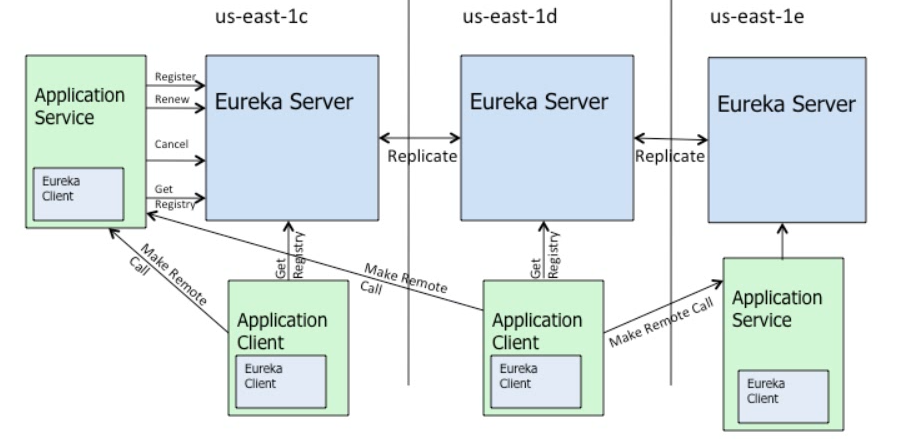 us-east-1c
us-east-1d
us-east-1e
Application
Service
Eureka
Client
Register
Renew
Cancel
Get
Registry
Eureka Server
Replicate
Eureka Server
Replicate
Eureka Server
Make Remote
Call
Get
Registry
Make Remote
Call
Get
Registry
Make Remote Call
Application
Client
Eureka
Client
Application
Client
Eureka
Client
Application
Service
Eureka
Client